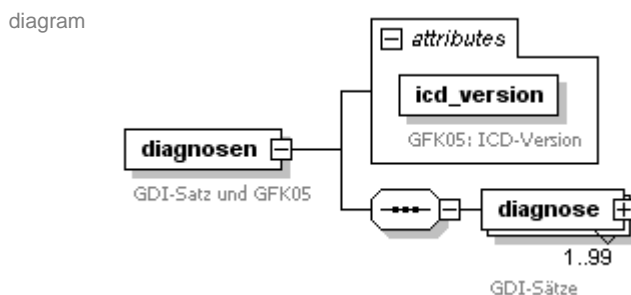 diagram
attributes
icd_version
GFK05: ICD-Version
diagnosen
GDI-Satz und GFK05
diagnose
1..99
GDI-Sätze